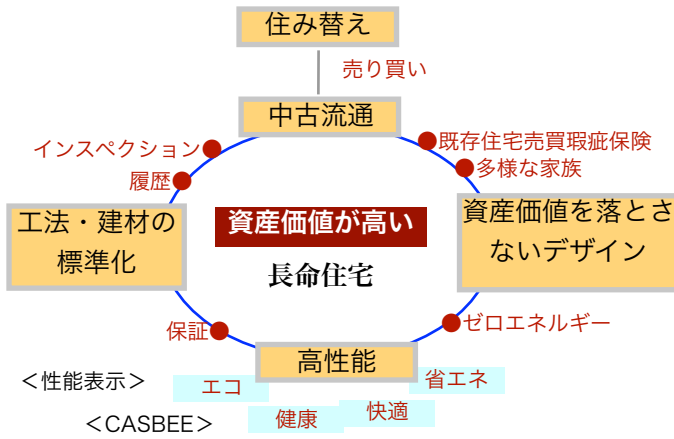 住み替え
売り買い
中古流通
インスペクション
既存住宅売買瑕疵保険
履歴
多様な家族
工法・建材の
標準化
資産価値が高い
長命住宅
資産価値を落とさ
ないデザイン
保証
ゼロエネルギー
高性能
＜性能表示＞
エコ
省エネ
＜CASBEE＞
健康
快適